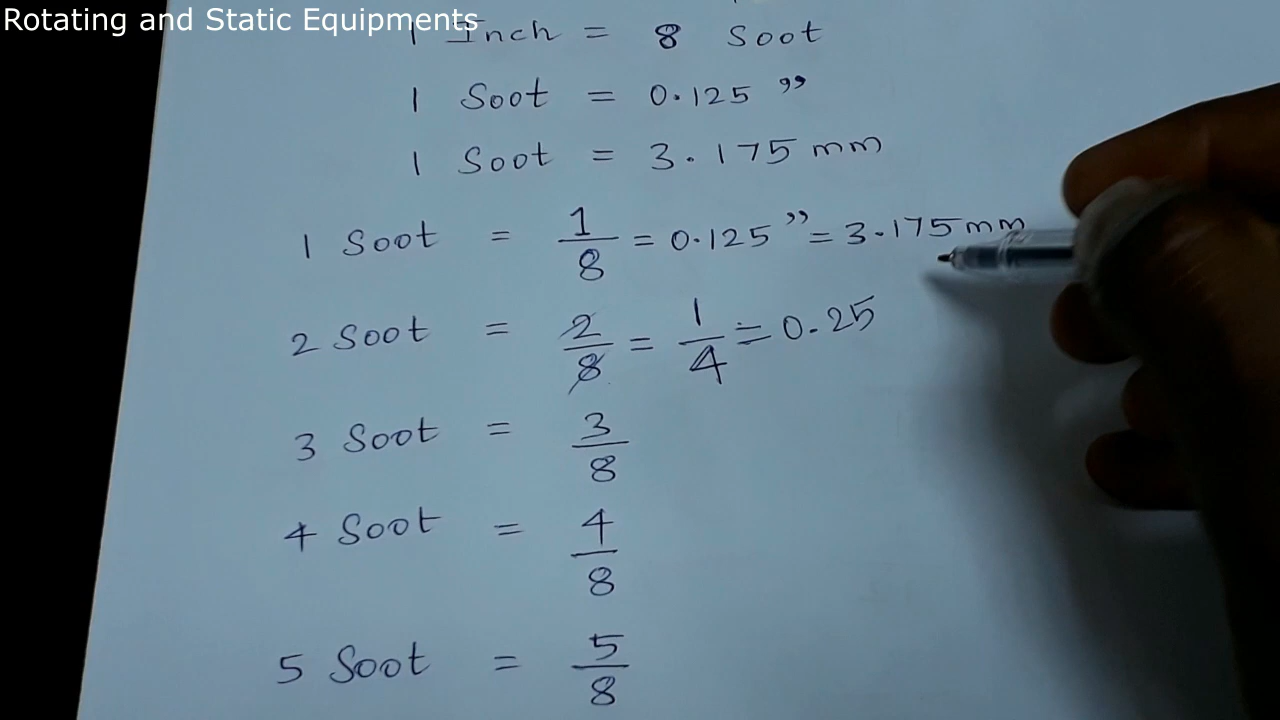 Rotating and Static Equipments
1 Inch = 8 Soot
1 Soot = 0.125 ”
1 Soot = 3.175 mm
1 Soot = 1/8 = 0.125 ” = 3.175 mm
2 Soot = 2/8 = 1/4 = 0.25
3 Soot = 3/8
4 Soot = 4/8
5 Soot = 5/8